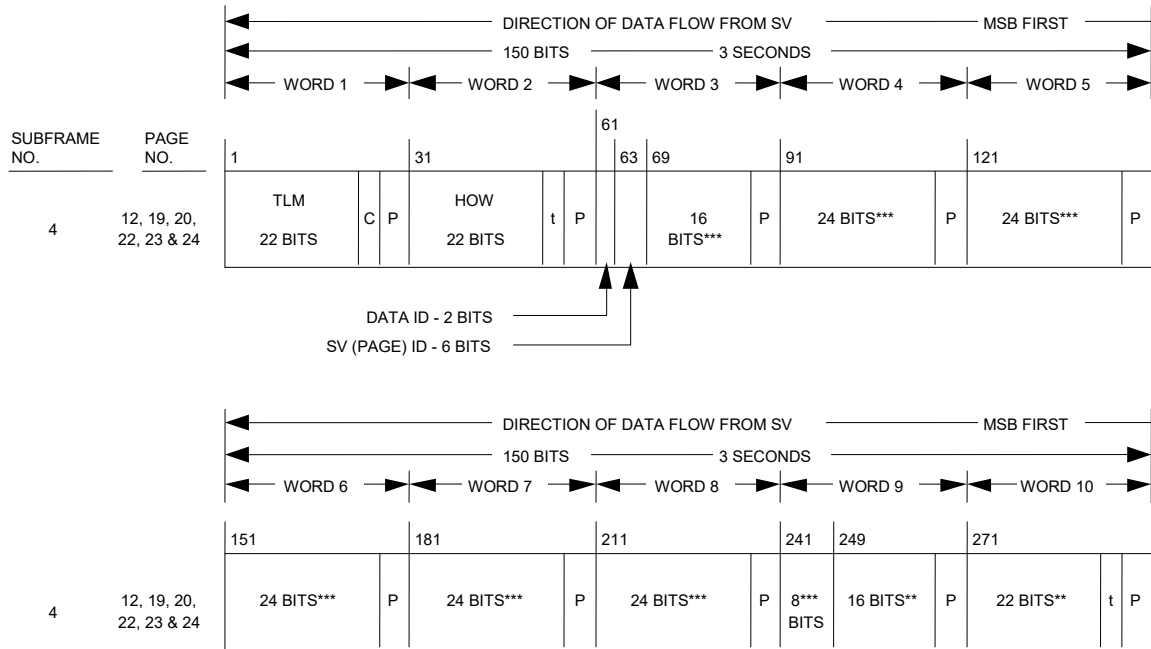 DIRECTION OF DATA FLOW FROM SV MSB FIRST
150 BITS 3 SECONDS
WORD 1 WORD 2 WORD 3 WORD 4 WORD 5
SUBFRAME NO. PAGE NO.
61
1 31 63 69 91 121
4 12, 19, 20, 22, 23 & 24
TLM 22 BITS C P HOW 22 BITS t P 16 BITS*** P 24 BITS*** P 24 BITS*** P
DATA ID - 2 BITS
SV (PAGE) ID - 6 BITS
DIRECTION OF DATA FLOW FROM SV MSB FIRST
150 BITS 3 SECONDS
WORD 6 WORD 7 WORD 8 WORD 9 WORD 10
151 181 211 241 249 271
4 12, 19, 20, 22, 23 & 24
24 BITS*** P 24 BITS*** P 24 BITS*** P 8*** BITS 16 BITS** P 22 BITS** t P